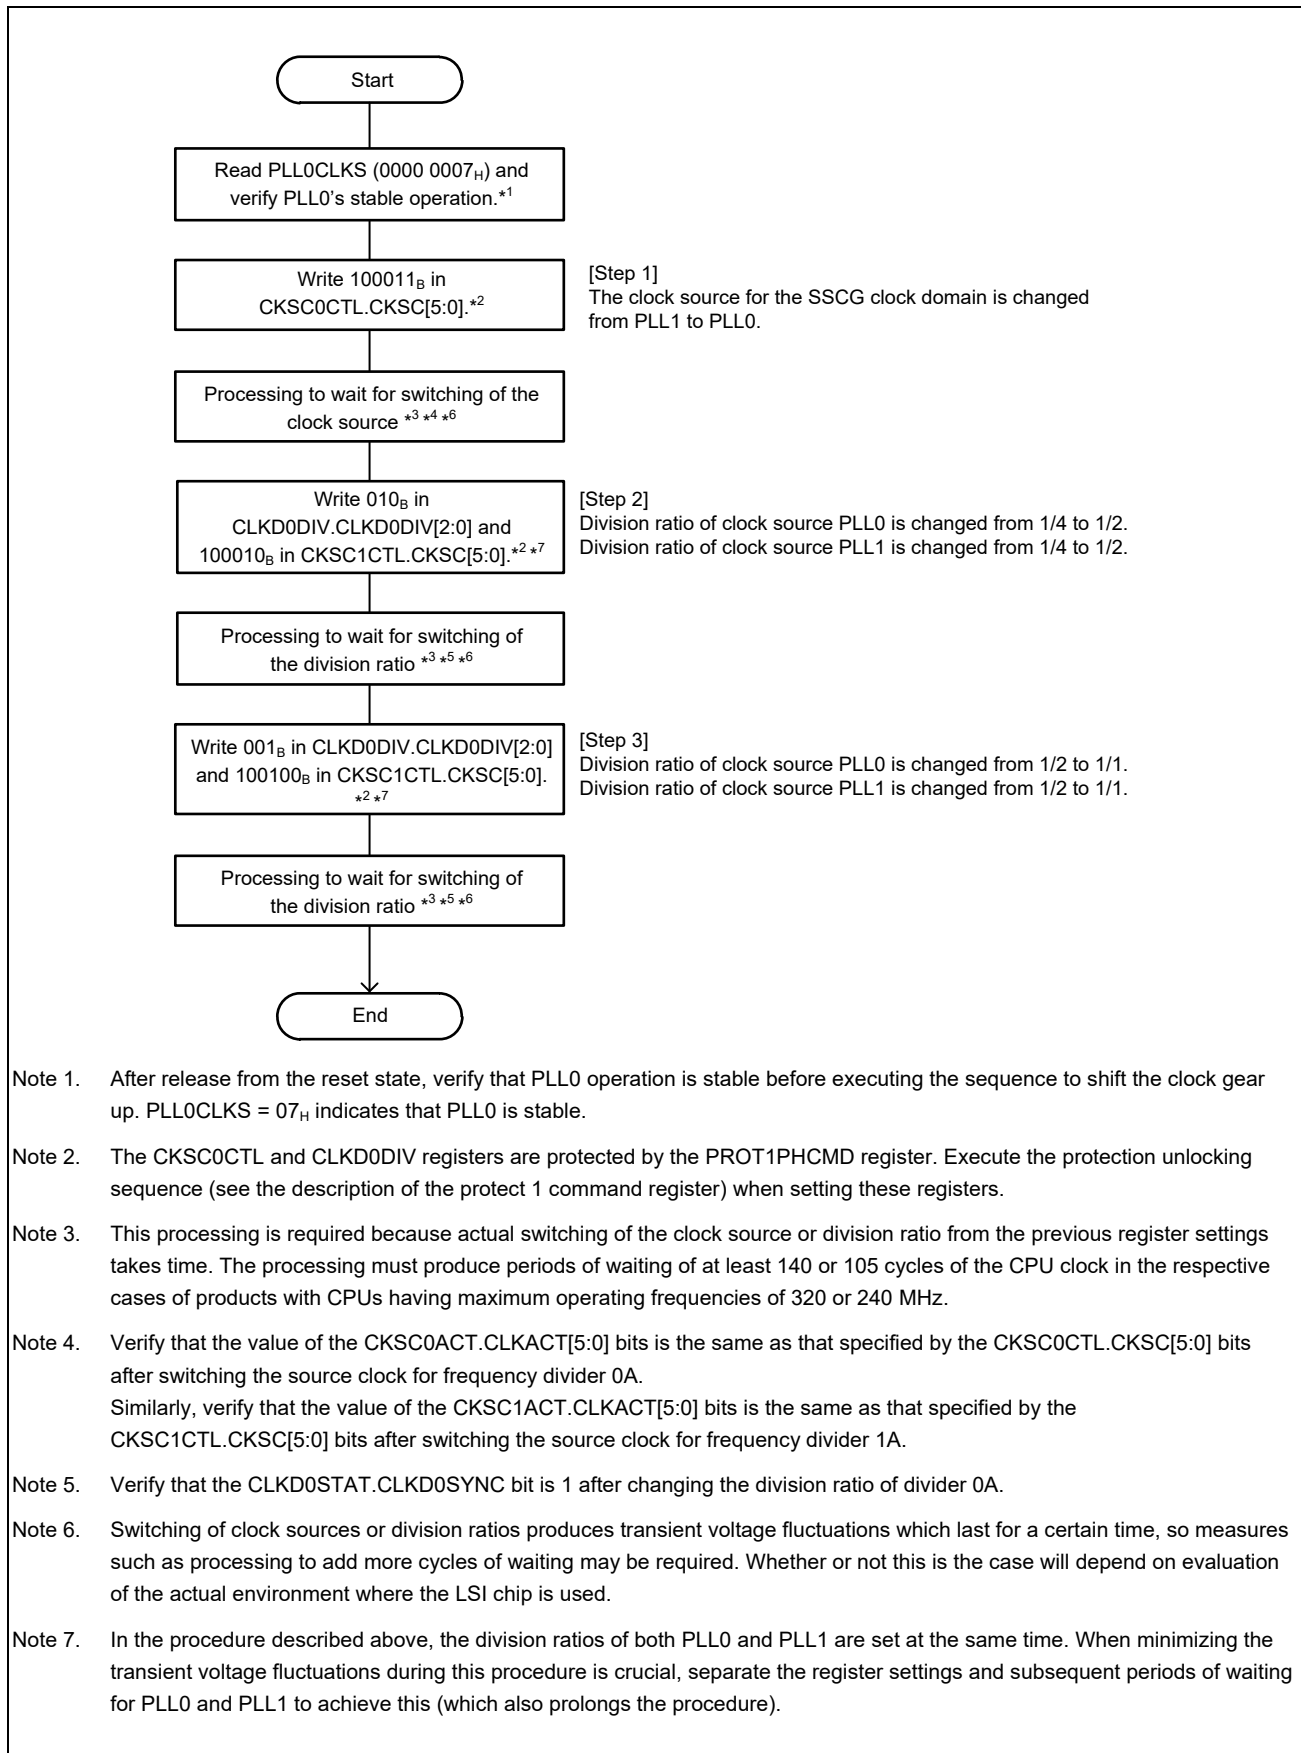 Start
Read PLL0CLKS (0000 0007H) and
verify PLL0’s stable operation.*1
Write 100011B in
CKSC0CTL.CKSC[5:0].*2
[Step 1]
The clock source for the SSCG clock domain is changed
from PLL1 to PLL0.
Processing to wait for switching of the
clock source *3 *4 *6
Write 010B in
CLKD0DIV.CLKD0DIV[2:0] and
100010B in CKSC1CTL.CKSC[5:0].*2 *7
[Step 2]
Division ratio of clock source PLL0 is changed from 1/4 to 1/2.
Division ratio of clock source PLL1 is changed from 1/4 to 1/2.
Processing to wait for switching of
the division ratio *3 *5 *6
Write 001B in CLKD0DIV.CLKD0DIV[2:0]
and 100100B in CKSC1CTL.CKSC[5:0].
*2 *7
[Step 3]
Division ratio of clock source PLL0 is changed from 1/2 to 1/1.
Division ratio of clock source PLL1 is changed from 1/2 to 1/1.
Processing to wait for switching of
the division ratio *3 *5 *6
End
Note 1. After release from the reset state, verify that PLL0 operation is stable before executing the sequence to shift the clock gear
up. PLL0CLKS = 07H indicates that PLL0 is stable.
Note 2. The CKSC0CTL and CLKD0DIV registers are protected by the PROT1PHCMD register. Execute the protection unlocking
sequence (see the description of the protect 1 command register) when setting these registers.
Note 3. This processing is required because actual switching of the clock source or division ratio from the previous register settings
takes time. The processing must produce periods of waiting of at least 140 or 105 cycles of the CPU clock in the respective
cases of products with CPUs having maximum operating frequencies of 320 or 240 MHz.
Note 4. Verify that the value of the CKSC0ACT.CLKACT[5:0] bits is the same as that specified by the CKSC0CTL.CKSC[5:0] bits
after switching the source clock for frequency divider 0A.
Similarly, verify that the value of the CKSC1ACT.CLKACT[5:0] bits is the same as that specified by the
CKSC1CTL.CKSC[5:0] bits after switching the source clock for frequency divider 1A.
Note 5. Verify that the CLKD0STAT.CLKD0SYNC bit is 1 after changing the division ratio of divider 0A.
Note 6. Switching of clock sources or division ratios produces transient voltage fluctuations which last for a certain time, so measures
such as processing to add more cycles of waiting may be required. Whether or not this is the case will depend on evaluation
of the actual environment where the LSI chip is used.
Note 7. In the procedure described above, the division ratios of both PLL0 and PLL1 are set at the same time. When minimizing the
transient voltage fluctuations during this procedure is crucial, separate the register settings and subsequent periods of waiting
for PLL0 and PLL1 to achieve this (which also prolongs the procedure).